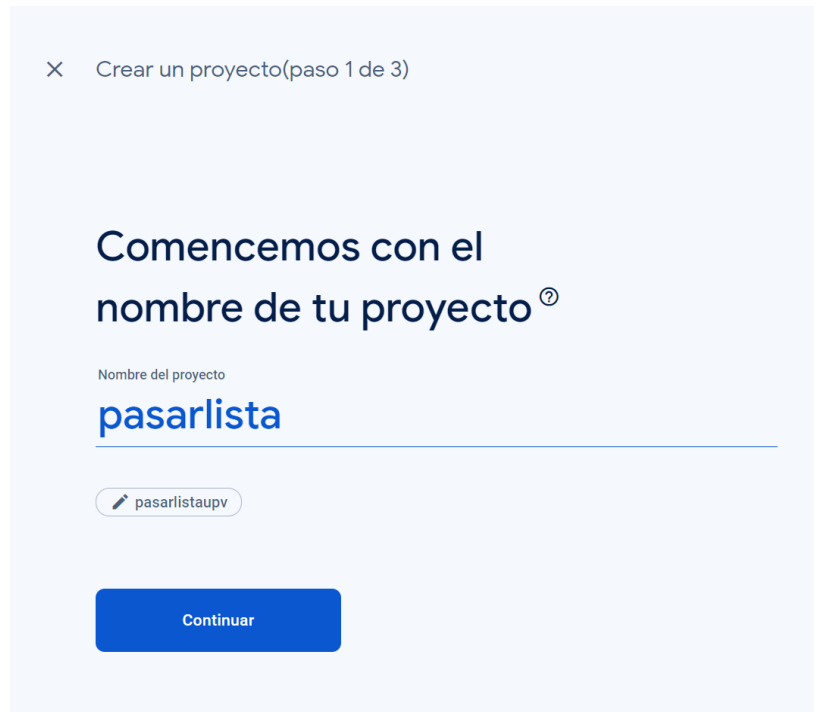 Crear un proyecto(paso 1 de 3)
Comencemos con el
nombre de tu proyecto
Nombre del proyecto
pasarlista
pasarlistaupv
Continuar